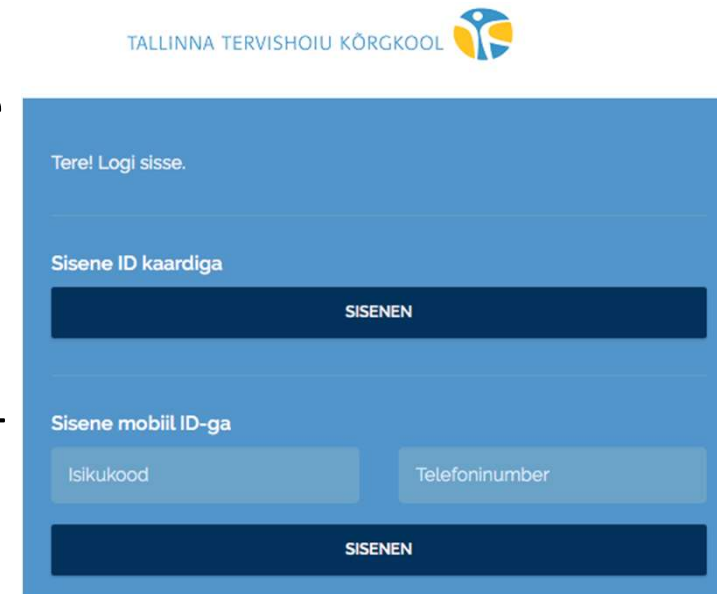 TALLINNA TERVISHOIU KÕRGKOOL
Tere! Logi sisse.
Sisene ID kaardiga
SISENEN
Sisene mobiil ID-ga
Isikukood Telefoninumber
SISENEN